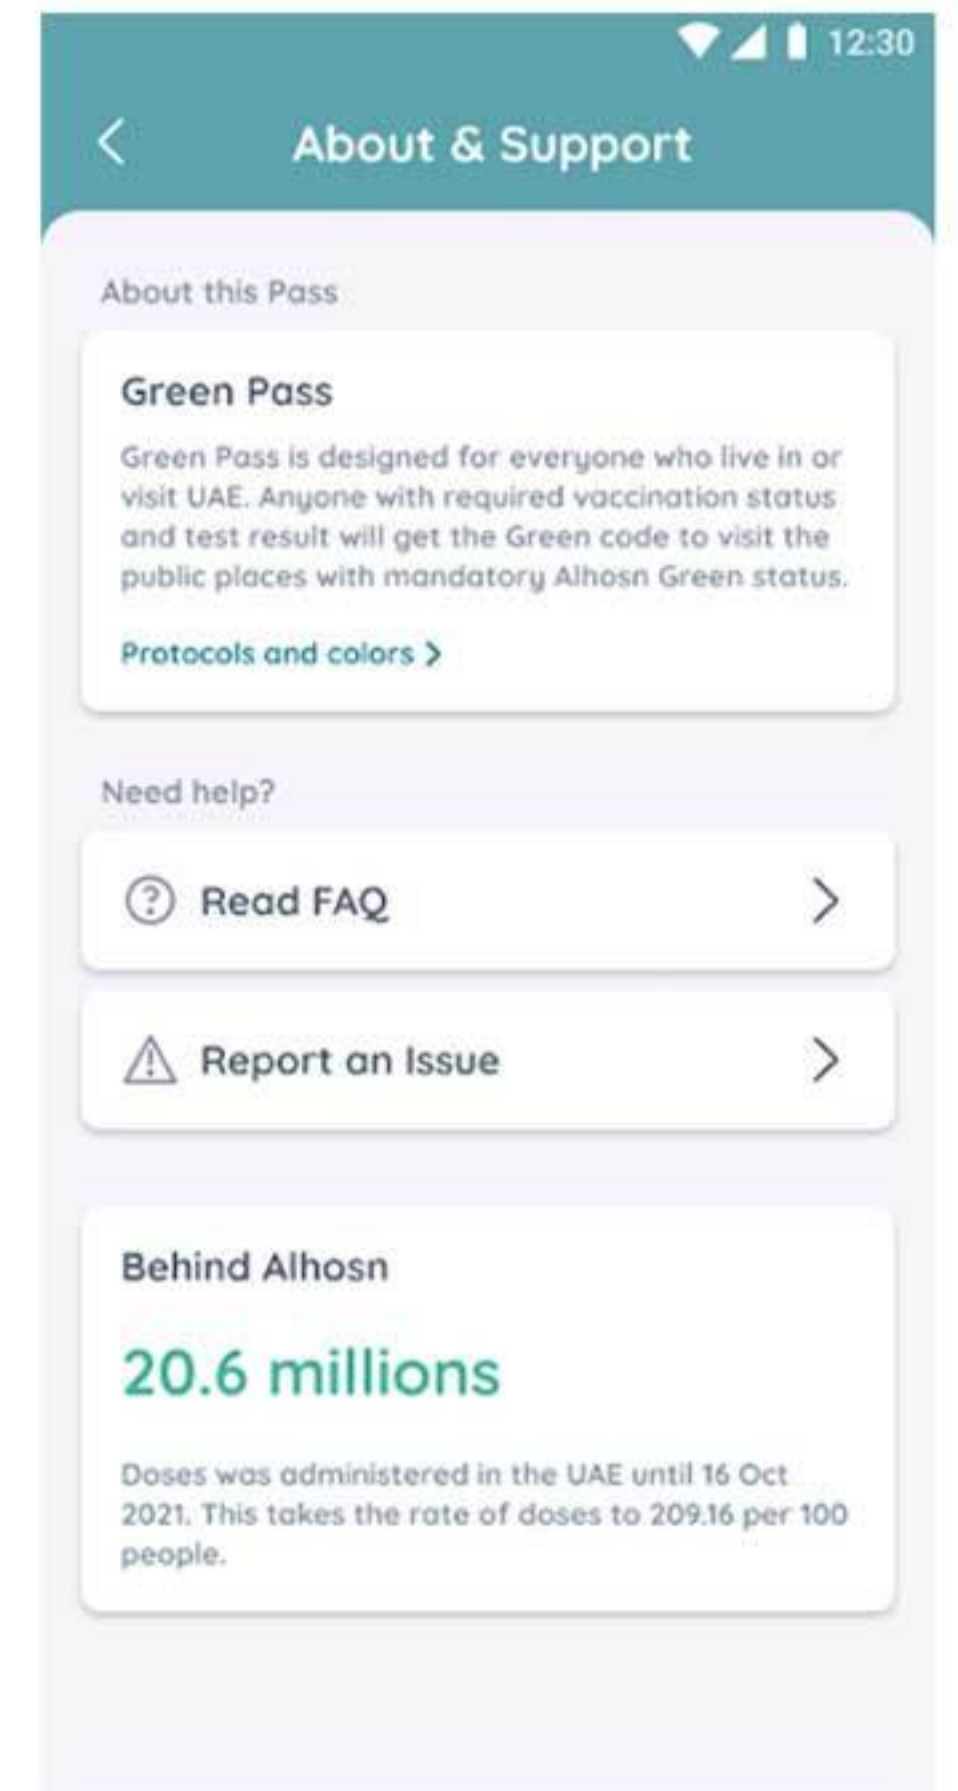 12:30
About & Support
About this Pass
Green Pass
Green Pass is designed for everyone who live in or
visit UAE. Anyone with required vaccination status
and test result will get the Green code to visit the
public places with mandatory Alhosn Green status.
Protocols and colors >
Need help?
Read FAQ
Report an Issue
Behind Alhosn
20.6 millions
Doses was administered in the UAE until 16 Oct
2021. This takes the rate of doses to 209.16 per 100
people.